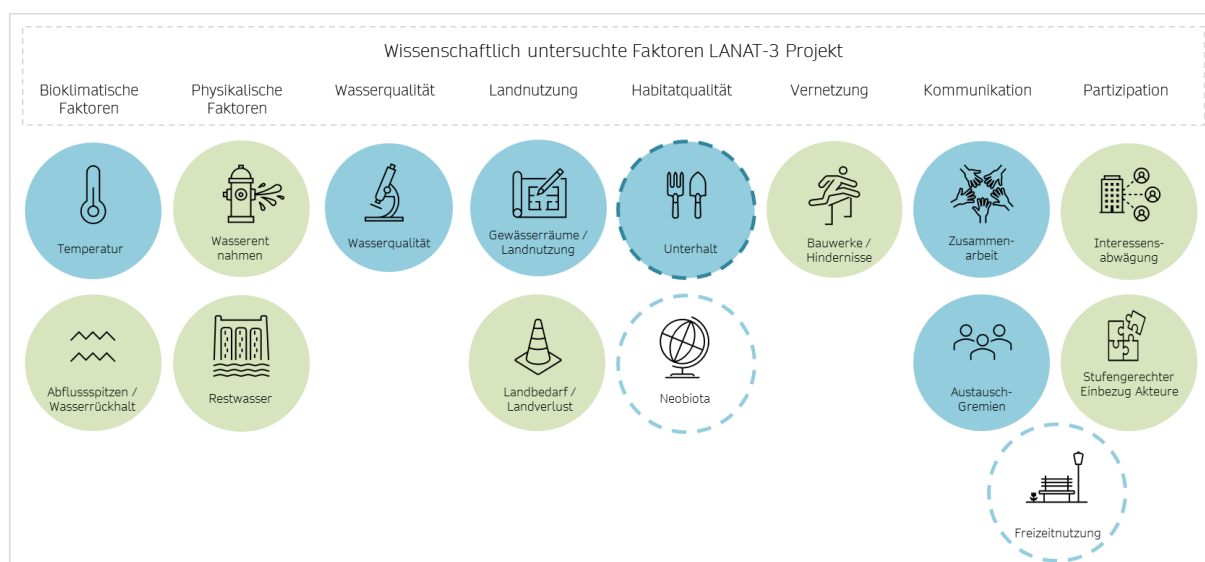 Wissenschaftlich untersuchte Faktoren LANAT-3 Projekt
Bioklimatische
Faktoren
Physikalische
Faktoren
Wasserqualität
Landnutzung
Habitatqualität
Vernetzung
Kommunikation
Partizipation
Temperatur
Wasserent
nahmen
Wasserqualität
Gewässerräume /
Landnutzung
Unterhalt
Bauwerke /
Hindernisse
Zusammen-
arbeit
Interessens-
abwägung
Abflussspitzen /
Wasserrückhalt
Restwasser
Landbedarf /
Landverlust
Neobiota
Austausch-
Gremien
Stufengerechter
Einbezug Akteure
Freizeitnutzung